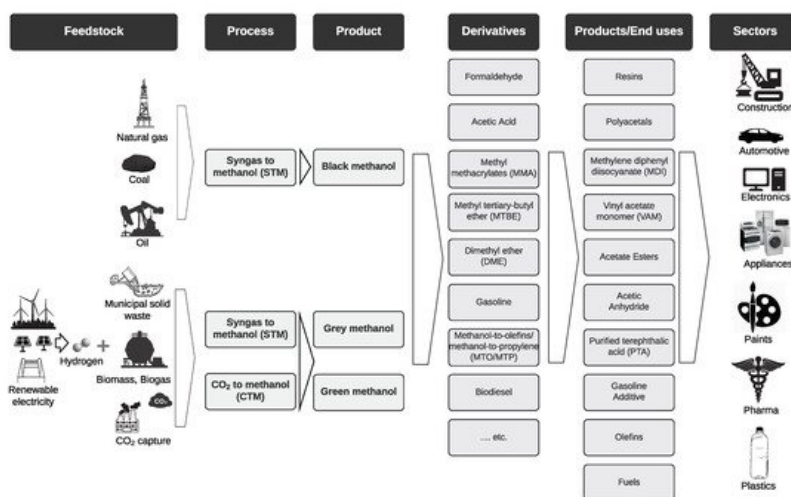 Feedstock
Process
Product
Derivatives
Products/End uses
Sectors
Natural gas
Coal
Oil
Municipal solid
waste
Hydrogen
+
Renewable
electricity
Biomass, Biogas
CO₂
CO₂ capture
Syngas to
methanol (STM)
Black methanol
Syngas to
methanol (STM)
Grey methanol
CO₂ to methanol
(CTM)
Green methanol
Formaldehyde
Acetic Acid
Methyl
methacrylates (MMA)
Methyl tertiary-butyl
ether (MTBE)
Dimethyl ether
(DME)
Gasoline
Methanol-to-olefins/
methanol-to-propylene
(MTO/MTP)
Biodiesel
.... etc.
Resins
Polyacetals
Methylene diphenyl
diisocyanate (MDI)
Vinyl acetate
monomer (VAM)
Acetate Esters
Acetic
Anhydride
Purified terephthalic
acid (PTA)
Gasoline
Additive
Olefins
Fuels
Construction
Automotive
Electronics
Appliances
Paints
Pharma
Plastics